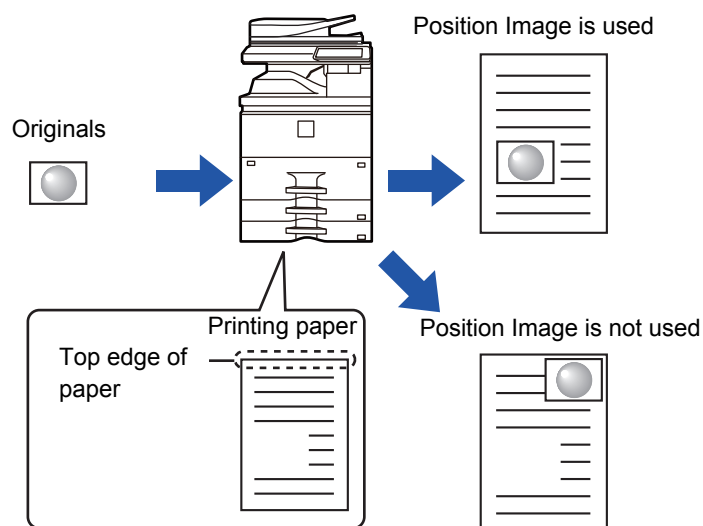 Position Image is used
Originals
Printing paper
Top edge of
paper
Position Image is not used